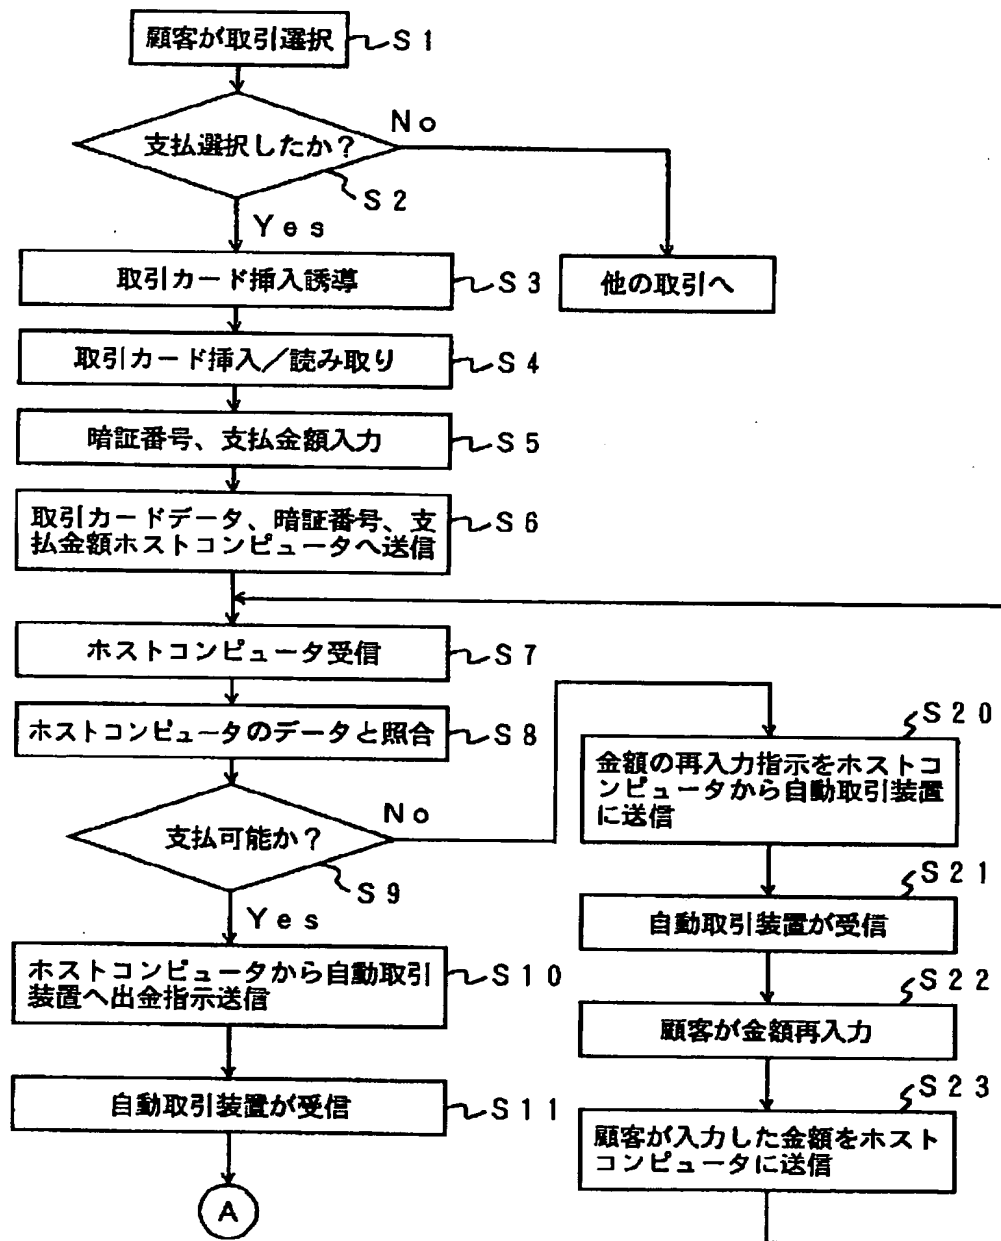 顧客が取引選択
S1
支払選択したか？
No
S2
Yes
取引カード挿入誘導
S3
他の取引へ
取引カード挿入／読み取り
S4
暗証番号、支払金額入力
S5
取引カードデータ、暗証番号、支
払金額ホストコンピュータへ送信
S6
ホストコンピュータ受信
S7
ホストコンピュータのデータと照合
S8
支払可能か？
No
S9
Yes
ホストコンピュータから自動取引
装置へ出金指示送信
S10
自動取引装置が受信
S11
A
S20
金額の再入力指示をホストコ
ンピュータから自動取引装置
に送信
S21
自動取引装置が受信
S22
顧客が金額再入力
S23
顧客が入力した金額をホスト
コンピュータに送信